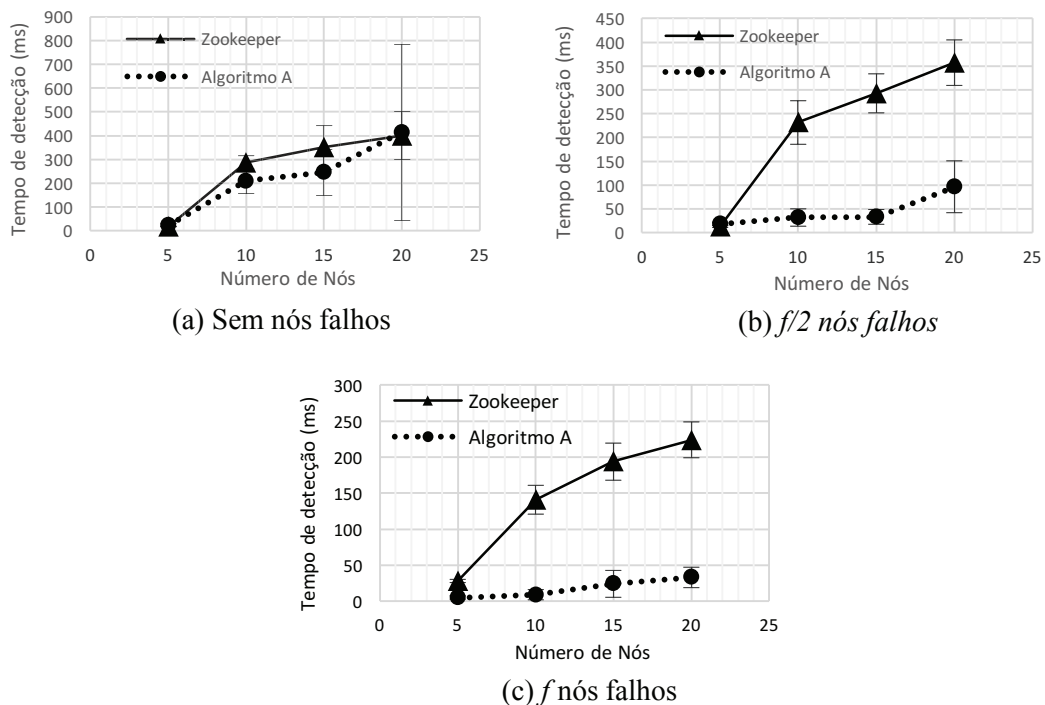 900
800
700
600
500
400
300
200
100
0
Tempo de detecção (ms)
Zookeeper
Algoritmo A
0 5 10 15 20 25
Número de Nós
(a) Sem nós falhos
450
400
350
300
250
200
150
100
50
0
Tempo de detecção (ms)
Zookeeper
Algoritmo A
0 5 10 15 20 25
Número de Nós
(b) f/2 nós falhos
300
250
200
150
100
50
0
Tempo de detecção (ms)
Zookeeper
Algoritmo A
0 5 10 15 20 25
Número de Nós
(c) f nós falhos